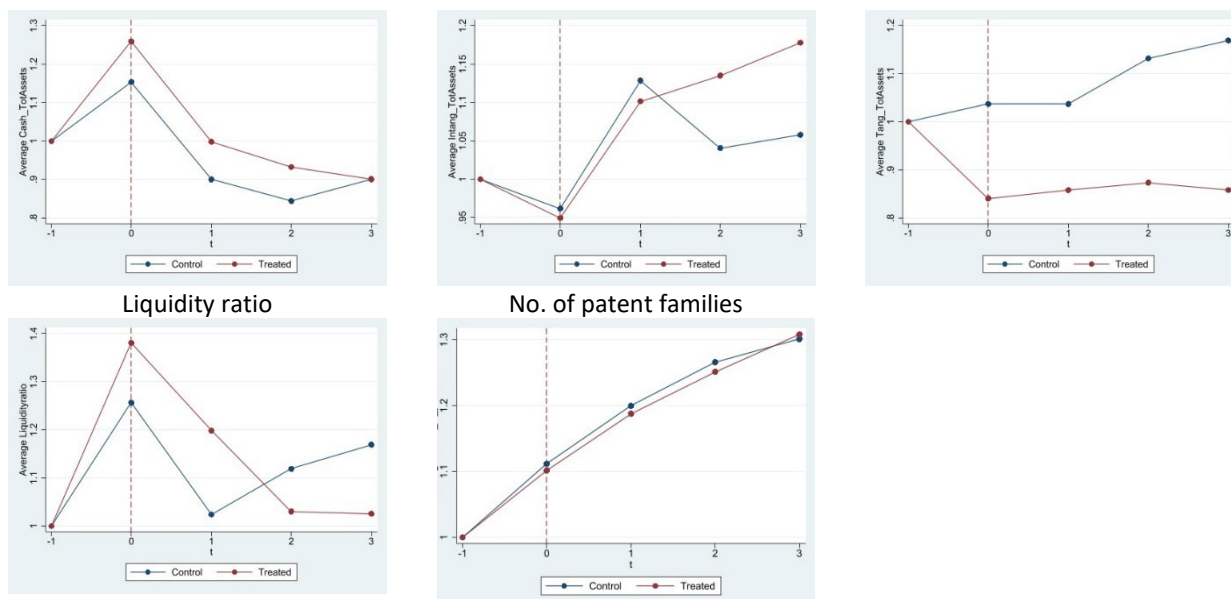 Average Cash_TotAssets
1.3
1.2
1.1
1
.9
.8
-1 0 1 2 3
t
Control Treated
Average Intang_TotAssets
1.2
1.15
1.1
1.05
1
.95
-1 0 1 2 3
t
Control Treated
Average Tang_TotAssets
1.2
1.1
1
.9
.8
-1 0 1 2 3
t
Control Treated
Liquidity ratio
No. of patent families
Average Liquidityratio
1.4
1.3
1.2
1.1
1
-1 0 1 2 3
t
Control Treated
1.3
1.2
1.1
1
-1 0 1 2 3
t
Control Treated